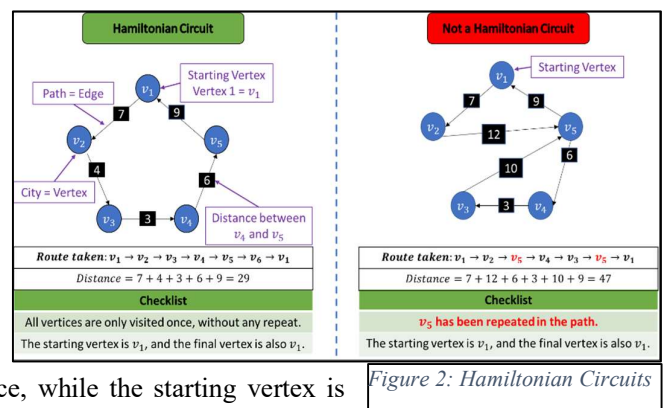 Hamiltonian Circuit
Not a Hamiltonian Circuit
Starting Vertex
Vertex 1 = v₁
Path = Edge
v₁
7
9
v₂
v₅
4
6
City = Vertex
v₃
3
v₄
Distance between
v₄ and v₅
Starting Vertex
v₁
7
9
v₂
12
v₅
10
6
v₃
3
v₄
Route taken: v₁ → v₂ → v₃ → v₄ → v₅ → v₆ → v₁
Distance = 7 + 4 + 3 + 6 + 9 = 29
Checklist
All vertices are only visited once, without any repeat.
The starting vertex is v₁, and the final vertex is also v₁.
Route taken: v₁ → v₂ → v₅ → v₄ → v₃ → v₅ → v₁
Distance = 7 + 12 + 6 + 3 + 10 + 9 = 47
Checklist
v₅ has been repeated in the path.
The starting vertex is v₁, and the final vertex is also v₁.
Figure 2: Hamiltonian Circuits
ce, while the starting vertex is